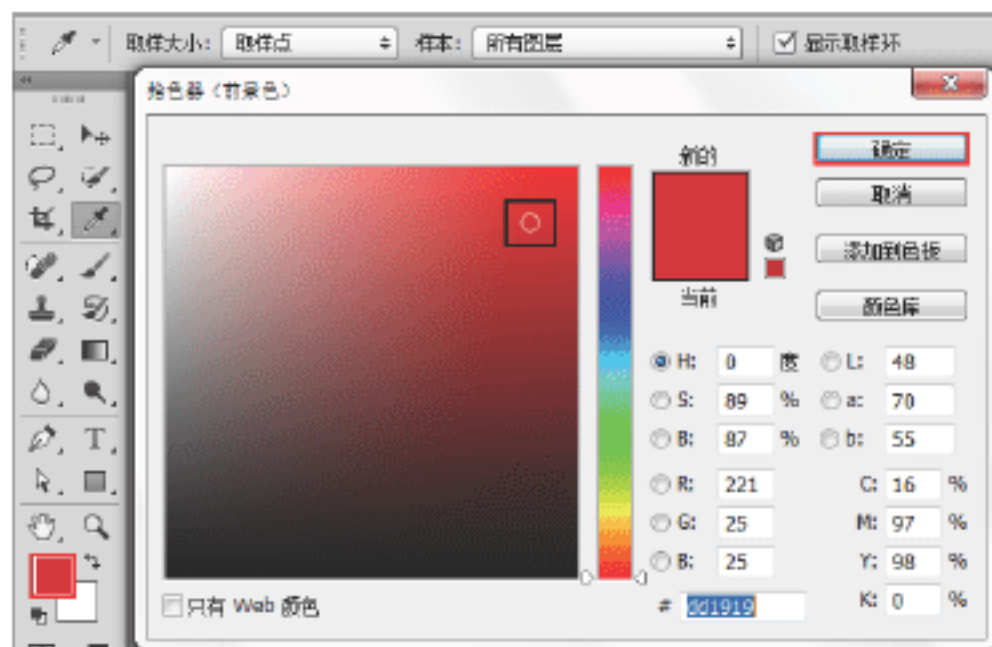 取样大小: 取样点 样本: 所有图层 显示取样环
拾色器（前景色）
新的
当前
确定
取消
添加到色板
颜色库
H: 0 度 L: 48
S: 89 % a: 70
B: 87 % b: 55
R: 221 C: 16 %
G: 25 M: 97 %
B: 25 Y: 98 %
# dd1919 K: 0 %
只有 Web 颜色
T